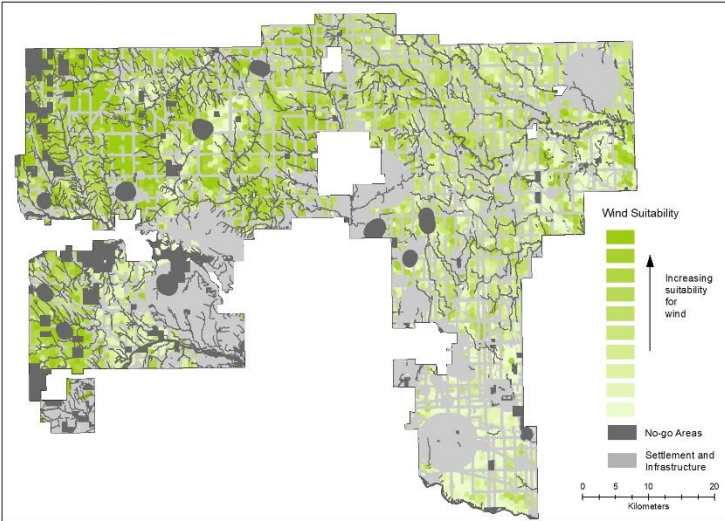 Wind Suitability
Increasing
suitability
for
wind
No-go Areas
Settlement and
Infrastructure
0 5 10 20
Kilometers